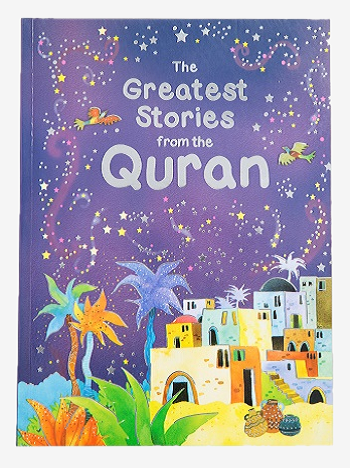 The
Greatest
Stories
from the
Quran